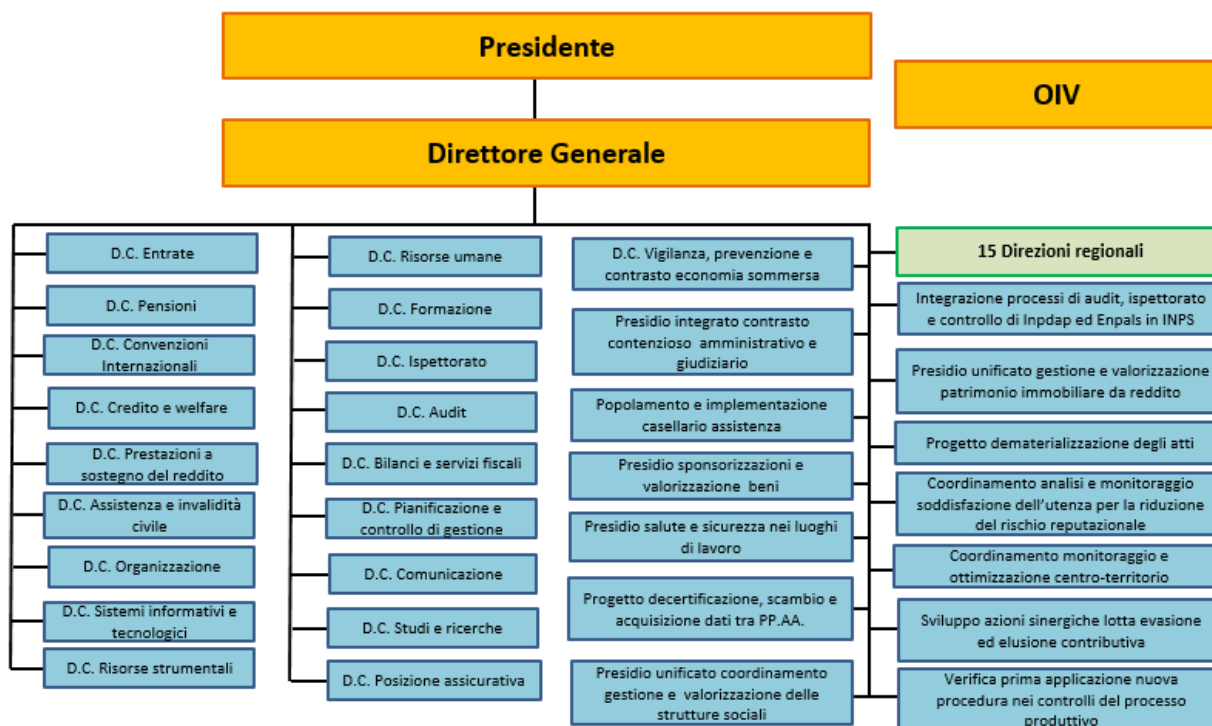 Presidente
OIV
Direttore Generale
D.C. Entrate
D.C. Pensioni
D.C. Convenzioni
Internazionali
D.C. Credito e welfare
D.C. Prestazioni a
sostegno del reddito
D.C. Assistenza e invalidità
civile
D.C. Organizzazione
D.C. Sistemi informativi e
tecnologici
D.C. Risorse strumentali
D.C. Risorse umane
D.C. Formazione
D.C. Ispettorato
D.C. Audit
D.C. Bilanci e servizi fiscali
D.C. Pianificazione e
controllo di gestione
D.C. Comunicazione
D.C. Studi e ricerche
D.C. Posizione assicurativa
D.C. Vigilanza, prevenzione e
contrasto economia sommersa
Presidio integrato contrasto
contenzioso amministrativo e
giudiziario
Popolamento e implementazione
casellario assistenza
Presidio sponsorizzazioni e
valorizzazione beni
Presidio salute e sicurezza nei luoghi
di lavoro
Progetto decertificazione, scambio e
acquisizione dati tra PP.AA.
Presidio unificato coordinamento
gestione e valorizzazione delle
strutture sociali
15 Direzioni regionali
Integrazione processi di audit, ispettorato
e controllo di Inpdap ed Enpals in INPS
Presidio unificato gestione e valorizzazione
patrimonio immobiliare da reddito
Progetto dematerializzazione degli atti
Coordinamento analisi e monitoraggio
soddisfazione dell'utenza per la riduzione
del rischio reputazionale
Coordinamento monitoraggio e
ottimizzazione centro-territorio
Sviluppo azioni sinergiche lotta evasione
ed elusione contributiva
Verifica prima applicazione nuova
procedura nei controlli del processo
produttivo